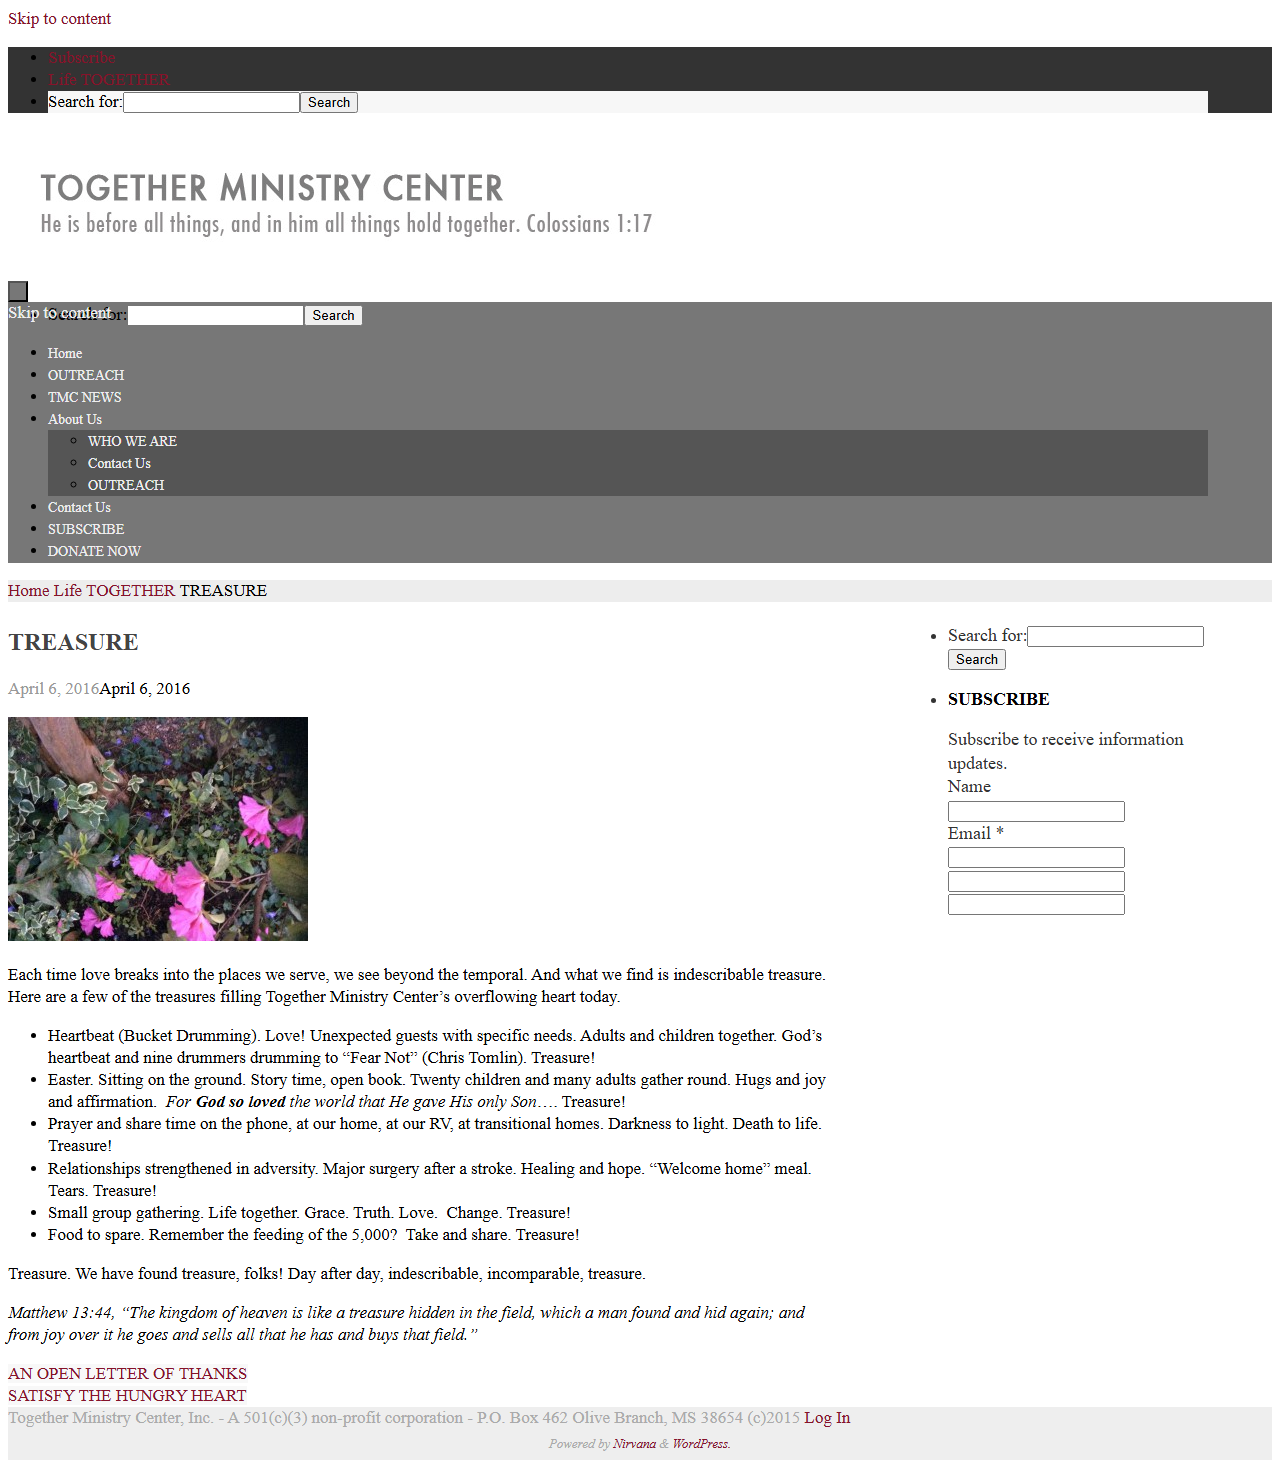 Skip to content
Subscribe
Life TOGETHER
Search for: Search
TOGETHER MINISTRY CENTER
He is before all things, and in him all things hold together. Colossians 1:17
Skip to content
Search for: Search
Home
OUTREACH
TMC NEWS
About Us
WHO WE ARE
Contact Us
OUTREACH
Contact Us
SUBSCRIBE
DONATE NOW
Home Life TOGETHER TREASURE
TREASURE
April 6, 2016April 6, 2016
Each time love breaks into the places we serve, we see beyond the temporal. And what we find is indescribable treasure.
Here are a few of the treasures filling Together Ministry Center’s overflowing heart today.
Heartbeat (Bucket Drumming). Love! Unexpected guests with specific needs. Adults and children together. God’s
heartbeat and nine drummers drumming to “Fear Not” (Chris Tomlin). Treasure!
Easter. Sitting on the ground. Story time, open book. Twenty children and many adults gather round. Hugs and joy
and affirmation.  For God so loved the world that He gave His only Son…. Treasure!
Prayer and share time on the phone, at our home, at our RV, at transitional homes. Darkness to light. Death to life.
Treasure!
Relationships strengthened in adversity. Major surgery after a stroke. Healing and hope. “Welcome home” meal.
Tears. Treasure!
Small group gathering. Life together. Grace. Truth. Love.  Change. Treasure!
Food to spare. Remember the feeding of the 5,000?  Take and share. Treasure!
Treasure. We have found treasure, folks! Day after day, indescribable, incomparable, treasure.
Matthew 13:44, “The kingdom of heaven is like a treasure hidden in the field, which a man found and hid again; and
from joy over it he goes and sells all that he has and buys that field.”
AN OPEN LETTER OF THANKS
SATISFY THE HUNGRY HEART
Search for:
Search
SUBSCRIBE
Subscribe to receive information
updates.
Name
Email *
Together Ministry Center, Inc. - A 501(c)(3) non-profit corporation - P.O. Box 462 Olive Branch, MS 38654 (c)2015 Log In
Powered by Nirvana & WordPress.